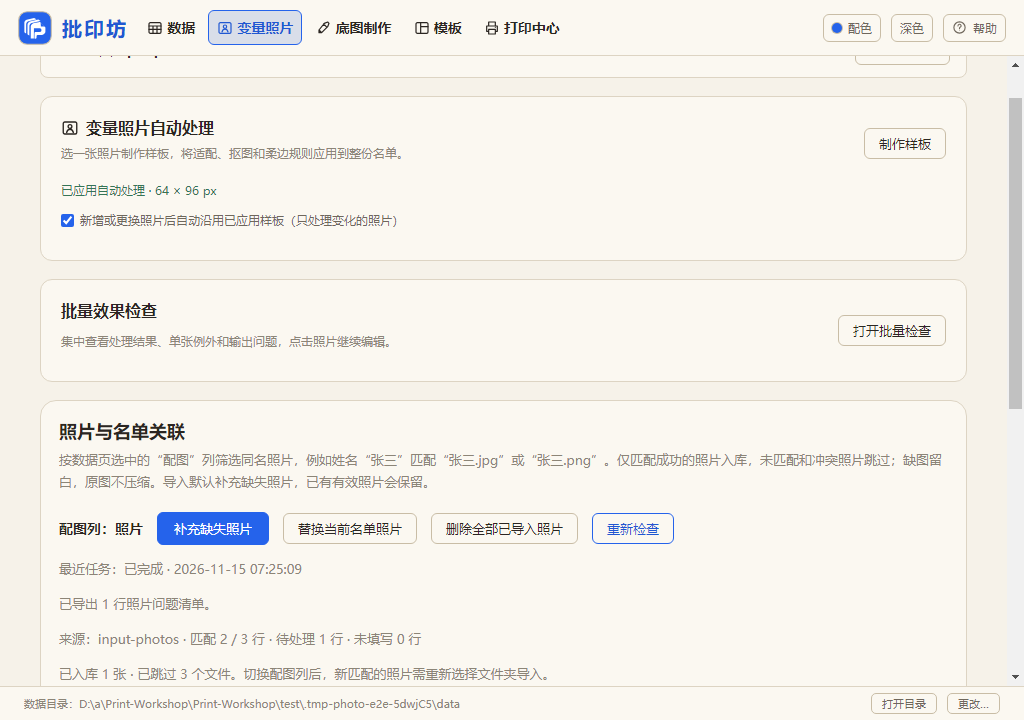 批印坊
数据
变量照片
底图制作
模板
打印中心
配色
深色
帮助
变量照片自动处理
选一张照片制作样板，将适配、抠图和柔边规则应用到整份名单。
制作样板
已应用自动处理 · 64 × 96 px
新增或更换照片后自动沿用已应用样板（只处理变化的照片）
批量效果检查
集中查看处理结果、单张例外和输出问题，点击照片继续编辑。
打开批量检查
照片与名单关联
按数据页选中的“配图”列筛选同名照片，例如姓名“张三”匹配“张三.jpg”或“张三.png”。仅匹配成功的照片入库，未匹配和冲突照片跳过；缺图留
白，原图不压缩。导入默认补充缺失照片，已有有效照片会保留。
配图列：照片
补充缺失照片
替换当前名单照片
删除全部已导入照片
重新检查
最近任务：已完成 · 2026-11-15 07:25:09
已导出 1 行照片问题清单。
来源：input-photos · 匹配 2 / 3 行 · 待处理 1 行 · 未填写 0 行
已入库 1 张 · 已跳过 3 个文件。切换配图列后，新匹配的照片需重新选择文件夹导入。
数据目录：D:\a\Print-Workshop\Print-Workshop\test\.tmp-photo-e2e-5dwjC5\data
打开目录
更改...